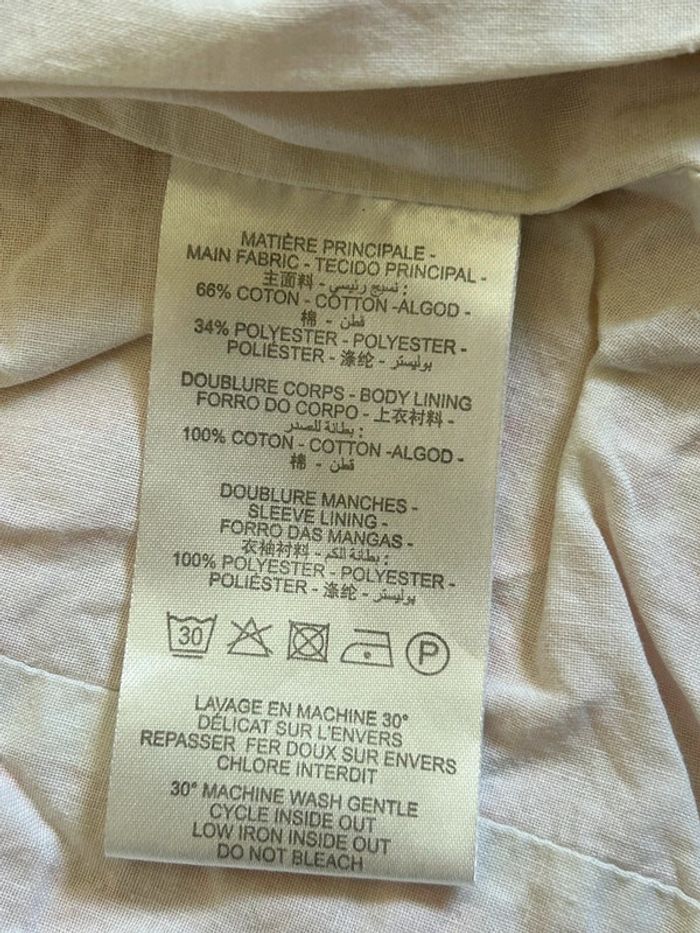 MATIÈRE PRINCIPALE -
MAIN FABRIC - TECIDO PRINCIPAL -
主面料 - نسيج رئيسي :
66% COTON - COTTON -ALGOD -
棉 - قطن
34% POLYESTER - POLYESTER -
POLIÉSTER - 涤纶 - بوليستر
DOUBLURE CORPS - BODY LINING
FORRO DO CORPO - 上衣衬料 -
بطانة للصدر :
100% COTON - COTTON -ALGOD -
棉 - قطن
DOUBLURE MANCHES -
SLEEVE LINING -
FORRO DAS MANGAS -
衣袖衬料 - بطانة الكم :
100% POLYESTER - POLYESTER -
POLIÉSTER - 涤纶 - بوليستر
30 P
LAVAGE EN MACHINE 30°
DÉLICAT SUR L'ENVERS
REPASSER FER DOUX SUR ENVERS
CHLORE INTERDIT
30° MACHINE WASH GENTLE
CYCLE INSIDE OUT
LOW IRON INSIDE OUT
DO NOT BLEACH